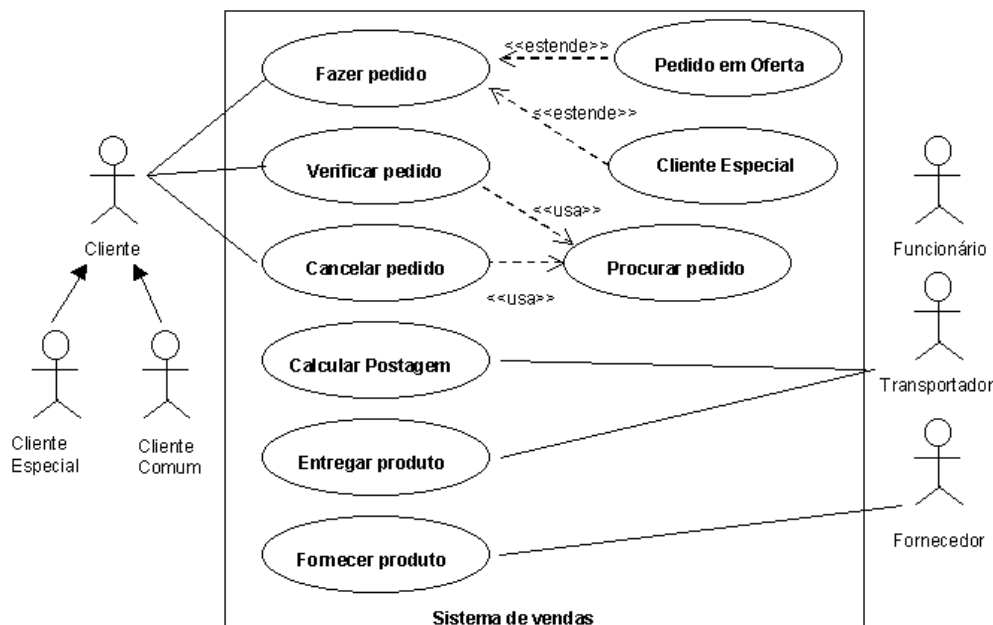 <<estende>>
Fazer pedido
Pedido em Oferta
<<estende>>
Verificar pedido
Cliente Especial
<<usa>>
Cliente
Funcionário
Cancelar pedido
Procurar pedido
<<usa>>
Calcular Postagem
Transportador
Cliente
Especial
Cliente
Comum
Entregar produto
Fornecedor
Fornecer produto
Sistema de vendas